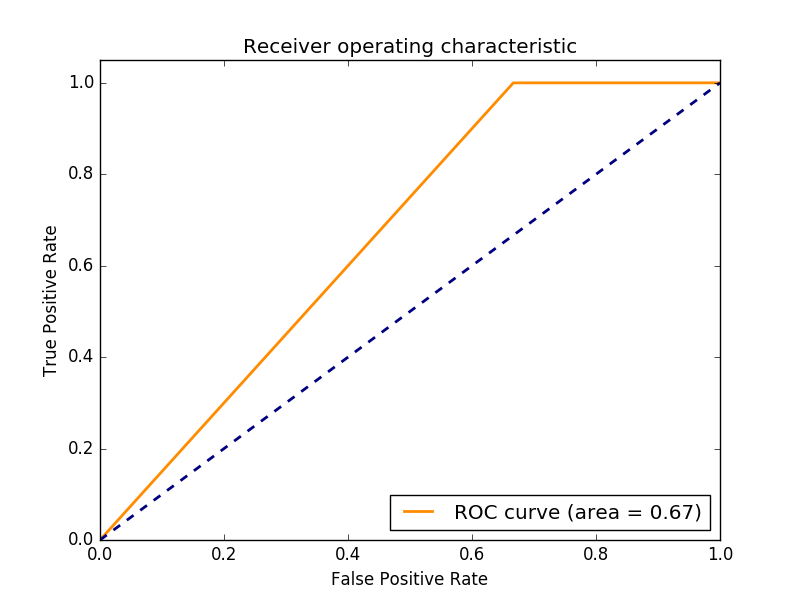 Receiver operating characteristic
1.0
0.8
0.6
0.4
0.2
0.0
True Positive Rate
ROC curve (area = 0.67)
0.0 0.2 0.4 0.6 0.8 1.0
False Positive Rate